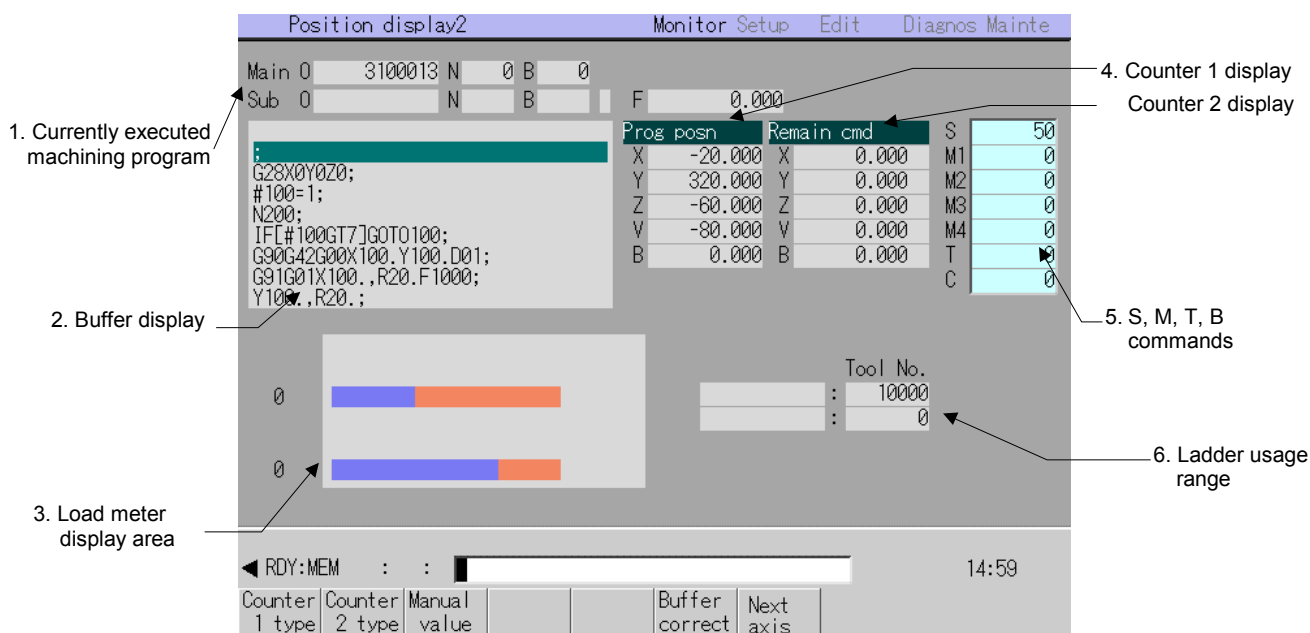 Position display2 Monitor Setup Edit Diagnos Mainte
Main O 3100013 N 0 B 0
Sub O N B F 0.000
1. Currently executed
machining program
4. Counter 1 display
Counter 2 display
;
G28X0Y0Z0;
#100=1;
N200;
IF[#100GT7]GOTO100;
G90G42G00X100.Y100.D01;
G91G01X100.,R20.F1000;
Y100.,R20.;
Prog posn Remain cmd
X -20.000 X 0.000
Y 320.000 Y 0.000
Z -60.000 Z 0.000
V -80.000 V 0.000
B 0.000 B 0.000
S 50
M1 0
M2 0
M3 0
M4 0
T 0
C 0
2. Buffer display
5. S, M, T, B
commands
0
0
Tool No.
: 10000
: 0
6. Ladder usage
range
3. Load meter
display area
RDY:MEM : : 14:59
Counter
1 type
Counter
2 type
Manual
value
Buffer
correct
Next
axis